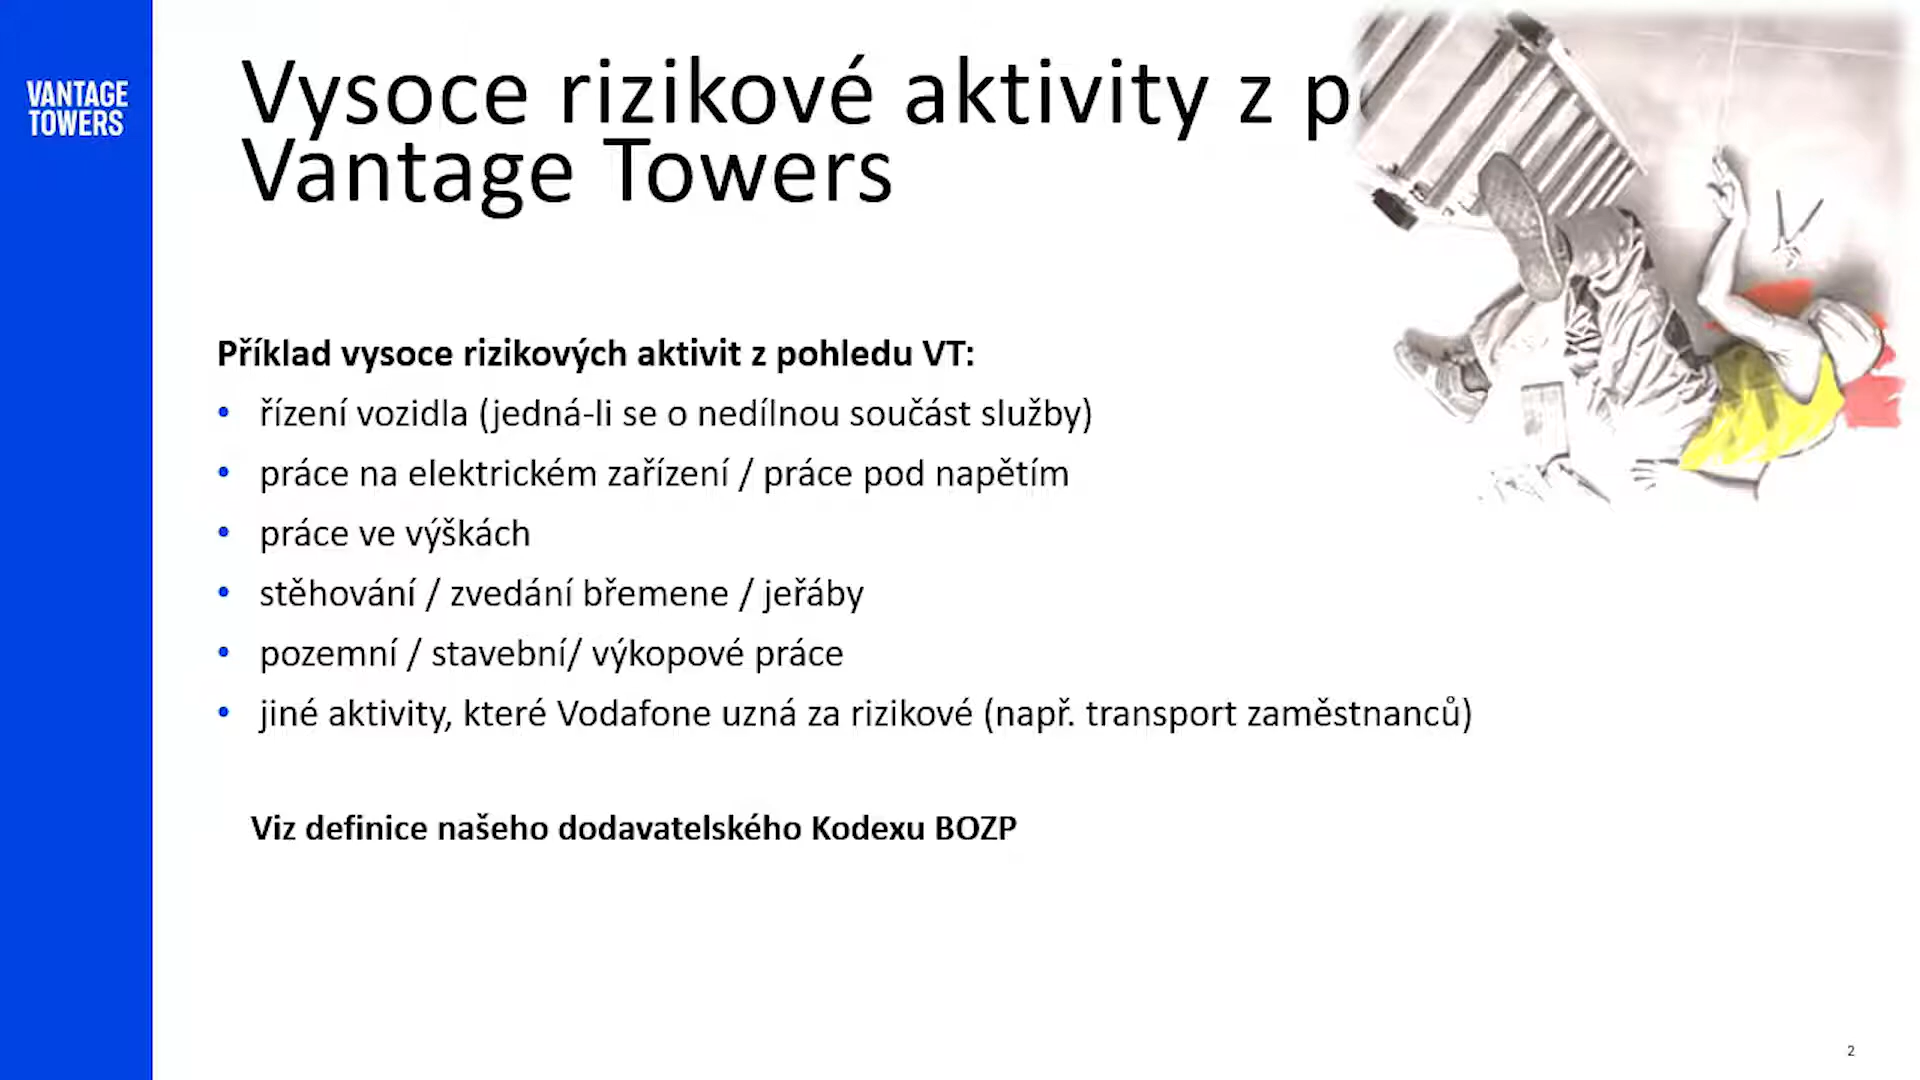 VANTAGE
TOWERS
Vysoce rizikové aktivity z
Vantage Towers
Příklad vysoce rizikových aktivit z pohledu VT:
• řízení vozidla (jedná-li se o nedílnou součást služby)
• práce na elektrickém zařízení / práce pod napětím
• práce ve výškách
• stěhování / zvedání břemene / jeřáby
• pozemní / stavební/ výkopové práce
• jiné aktivity, které Vodafone uzná za rizikové (např. transport zaměstnanců)
Viz definice našeho dodavatelského Kodexu BOZP
2